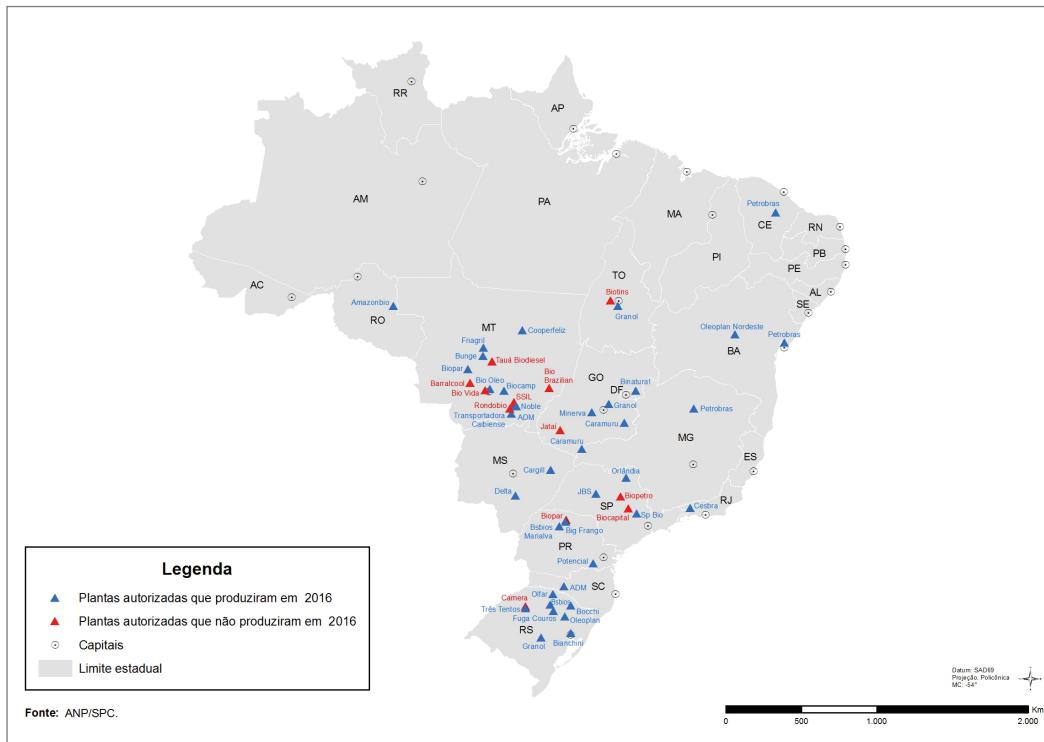 RR
AP
AM
PA
MA
Petrobras
CE
RN
PB
PI
PE
AL
SE
AC
TO
Biotins
Granol
Amazonbio
RO
MT
Cooperfeliz
Fiagril
Bunge
Tauá Biodiesel
Biopar
Barralcool
Bio Oleo
Bio Vida
Biocamp
SSIL
Rondobio
Noble
Transportadora
Caibiense
ADM
Bio
Brazilian
Oleoplan Nordeste
Petrobras
BA
GO
DF
Binatural
Granol
Minerva
Caramuru
Jataí
Caramuru
Petrobras
MG
ES
RJ
MS
Cargill
Delta
Orlândia
JBS
SP
Biopetro
Biocapital
Sp Bio
Cesbra
Biopar
Bsbios
Marialva
Big Frango
PR
Potencial
SC
ADM
Olfar
Camera
Três Tentos
Bsbios
Bocchi
Fuga Couros
Oleoplan
RS
Granol
Bianchini
Legenda
Plantas autorizadas que produziram em 2016
Plantas autorizadas que não produziram em 2016
Capitais
Limite estadual
Fonte: ANP/SPC.
Datum: SAD69
Projeção: Policônica
MC: -54°
Km
0 500 1.000 2.000